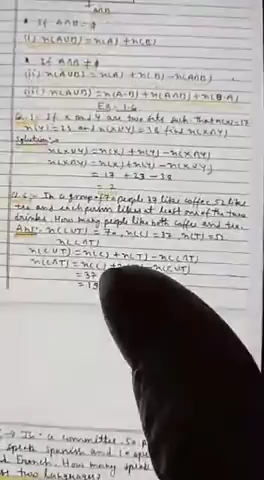 n∩B
* If A∩B = ϕ
(i) n(A∪B) = n(A) + n(B)
* If A∩B ≠ ϕ
(ii) n(A∪B) = n(A) + n(B) - n(A∩B)
(iii) n(A∪B) = n(A-B) + n(A∩B) + n(B-A)
EX - 1.6
Q.1: If X and Y are two sets such that n(X)=17
n(Y) = 23 and n(X∪Y) = 38 find n(X∩Y)
Solution:-
n(X∪Y) = n(X) + n(Y) - n(X∩Y)
n(X∩Y) = n(X) + n(Y) - n(X∪Y)
= 17 + 23 - 38
= 2
In a group of 70 people 37 like coffee 52 like
tea and each person likes at least one of the two
drinks. How many people like both coffee and tea.
Ans:- n(C∪T) = 70, n(C) = 37, n(T) = 52
n(C∩T)
n(C∪T) = n(C) + n(T) - n(C∩T)
n(C∩T) = n(C) + n(C∪T)
= 37
= 19
In a committee, 50 p
speak spanish and
French. How many speak
two languages?